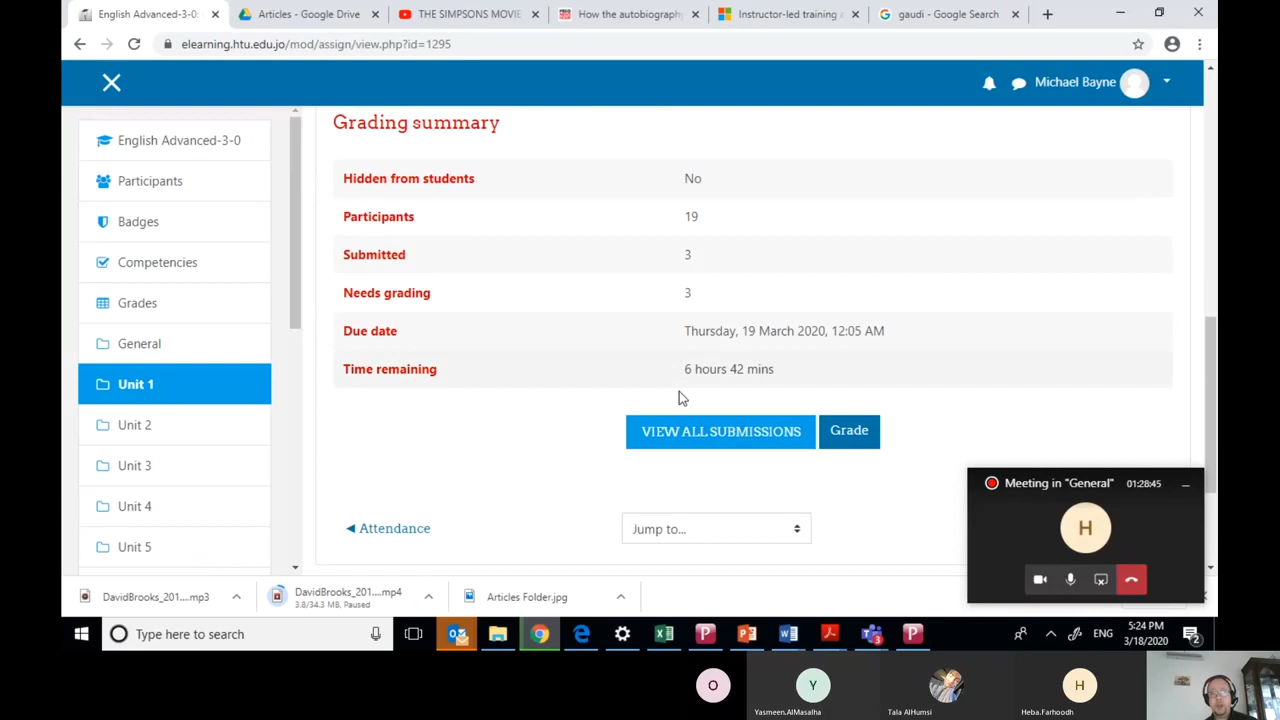 English Advanced-3-0:
Articles - Google Drive
THE SIMPSONS MOVIE
How the autobiography
Instructor-led training
gaudi - Google Search
elearning.htu.edu.jo/mod/assign/view.php?id=1295
Michael Bayne
Grading summary
English Advanced-3-0
Participants
Badges
Competencies
Grades
General
Unit 1
Unit 2
Unit 3
Unit 4
Unit 5
Hidden from students No
Participants 19
Submitted 3
Needs grading 3
Due date Thursday, 19 March 2020, 12:05 AM
Time remaining 6 hours 42 mins
VIEW ALL SUBMISSIONS Grade
◀ Attendance
Jump to...
Meeting in "General" 01:28:45
H
DavidBrooks_201....mp3
DavidBrooks_201....mp4
3.8/34.3 MB, Paused
Articles Folder.jpg
Type here to search
ENG
5:24 PM
3/18/2020
2
3
O
Y
H
Yasmeen.AlMasalha
Tala AlHumsi
Heba.Farhoodh